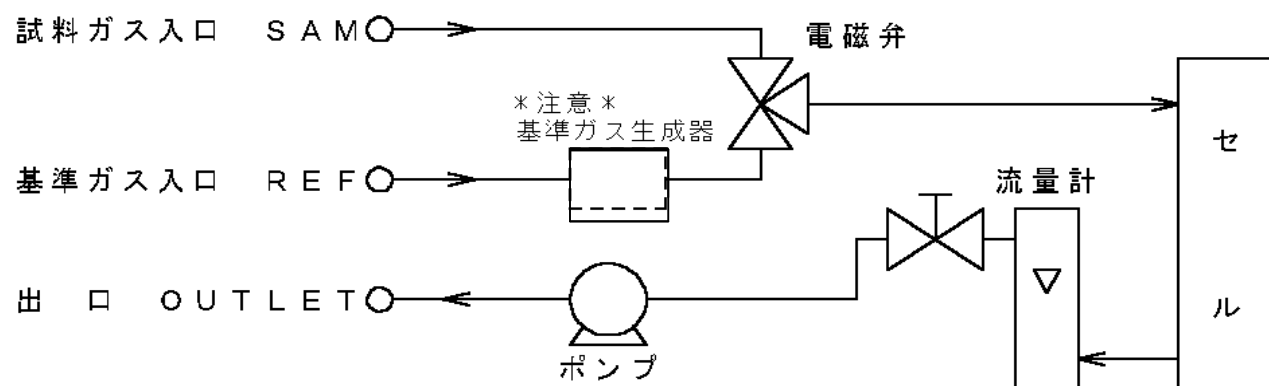 試料ガス入口 ＳＡＭ
電磁弁
＊注意＊
基準ガス生成器
セル
基準ガス入口 ＲＥＦ
流量計
出口 ＯＵＴＬＥＴ
ポンプ